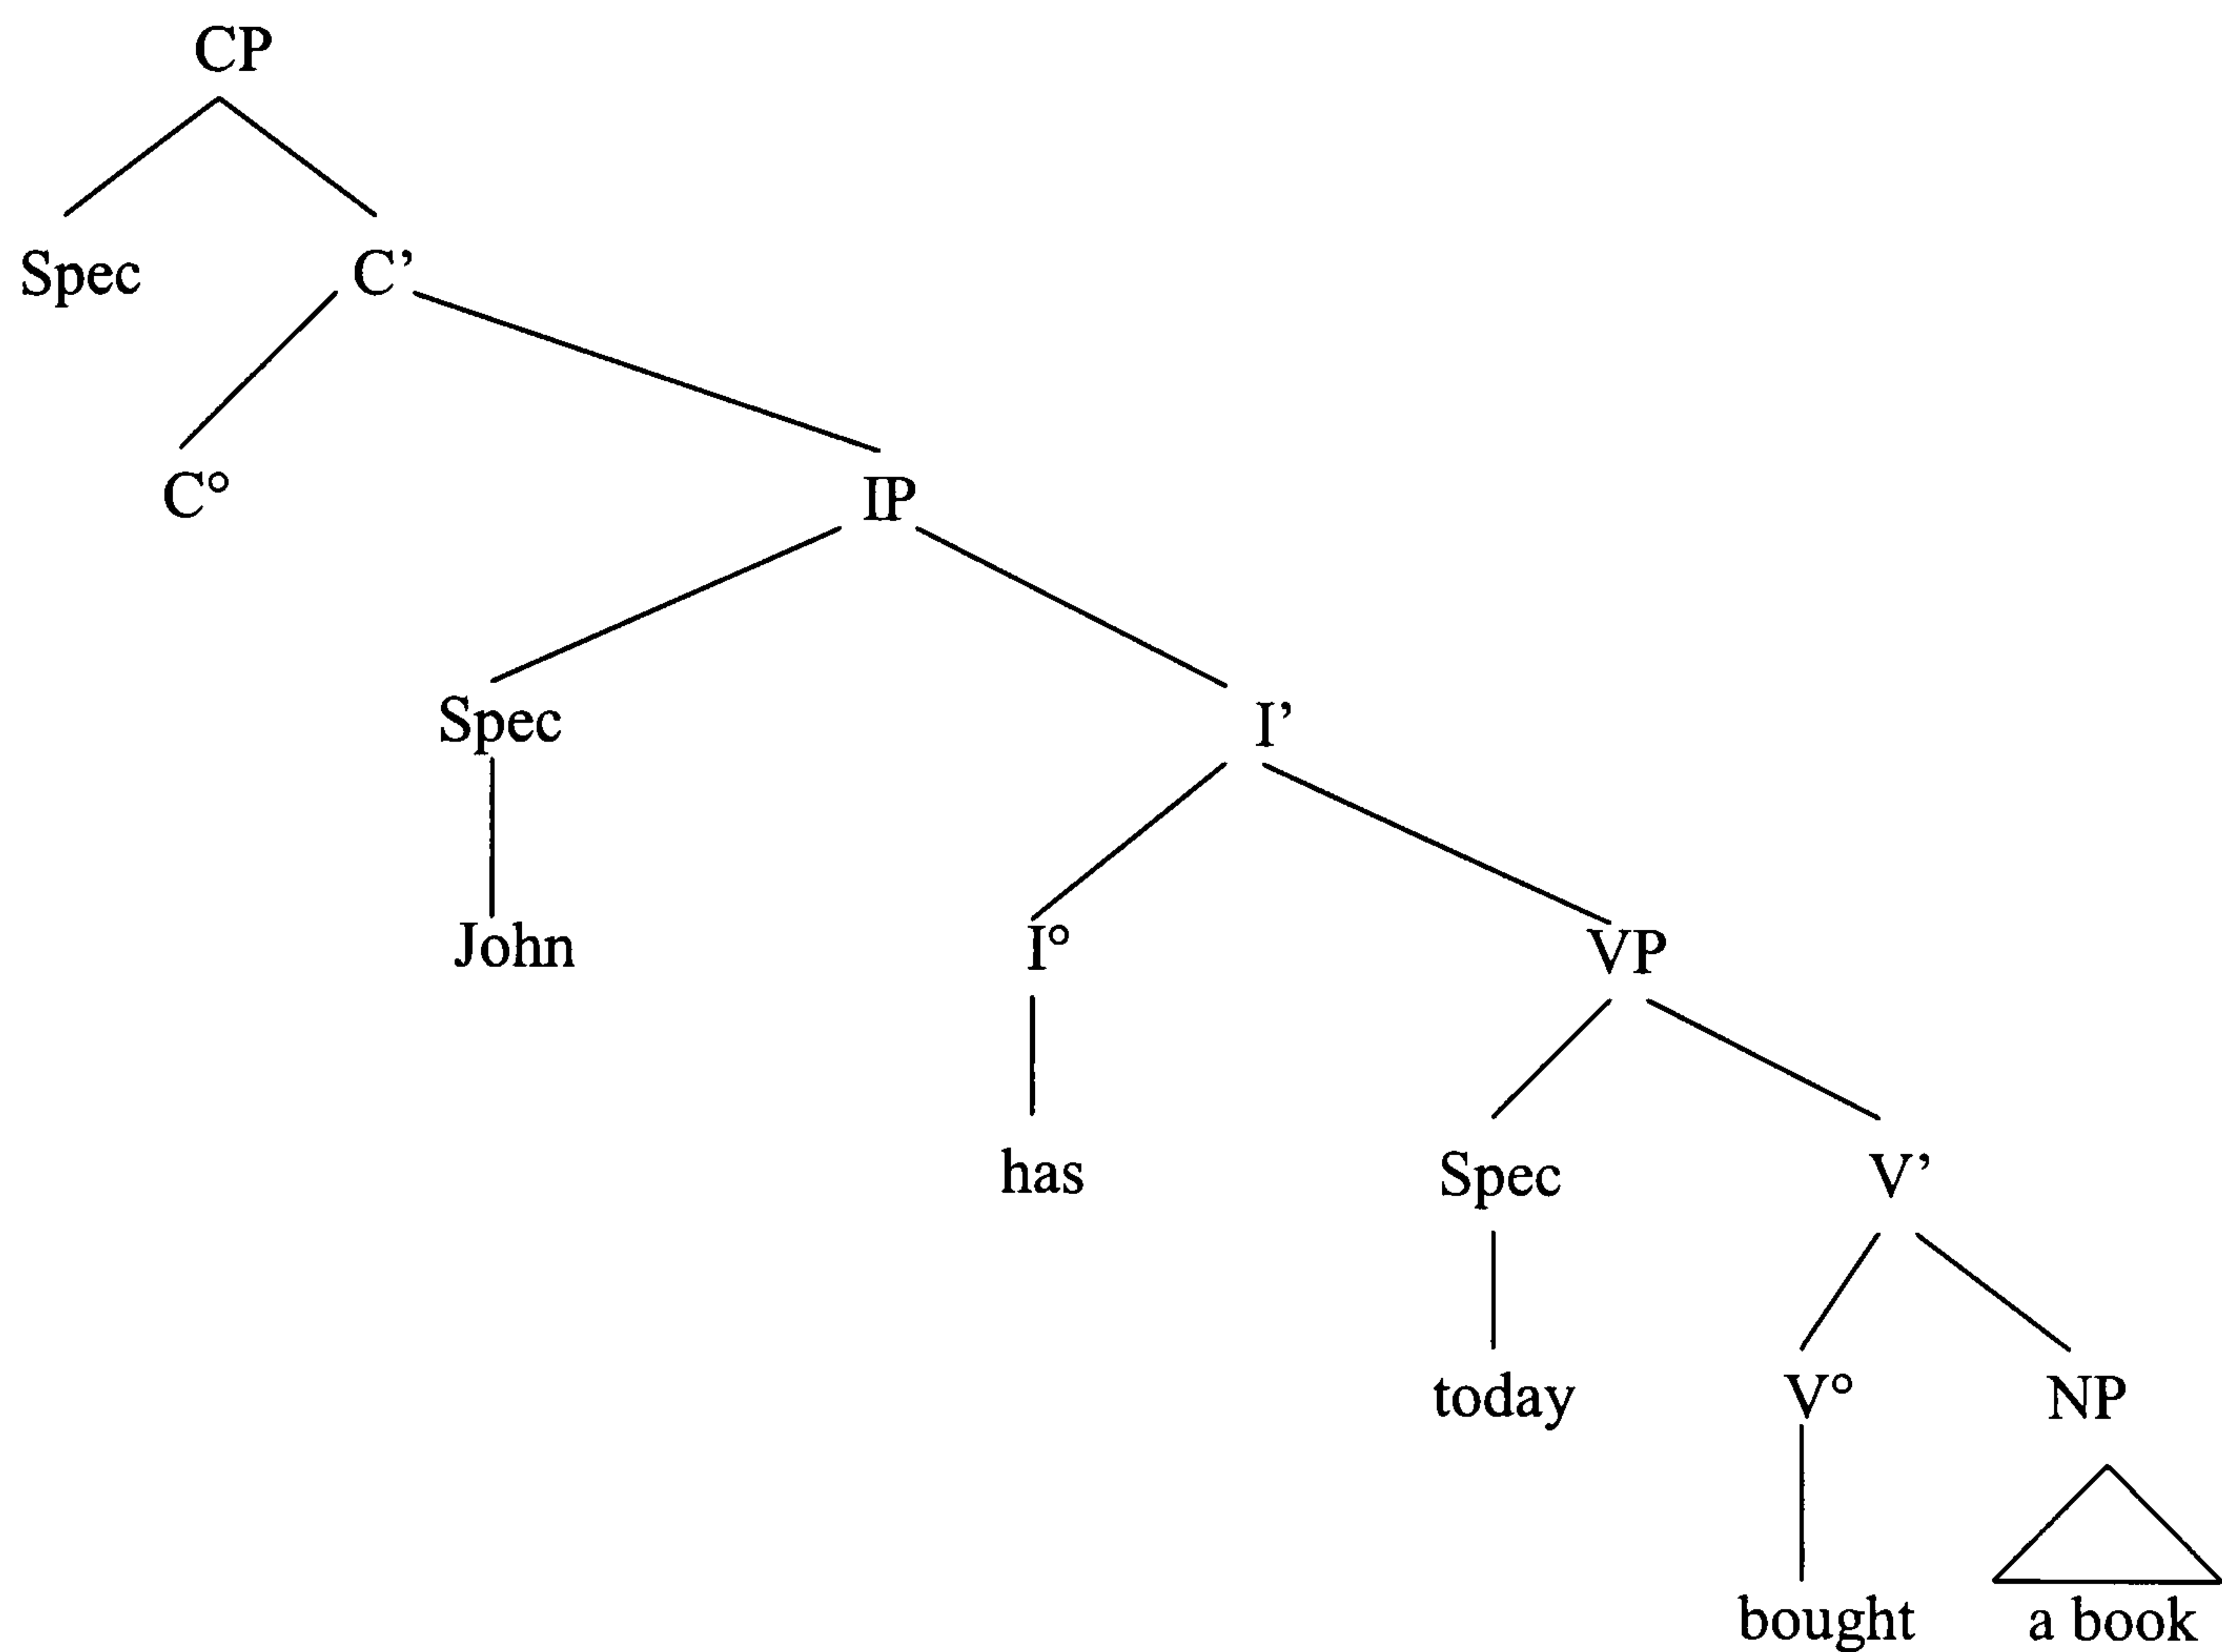 CP
Spec C’
C° IP
Spec I’
John I° VP
has Spec V’
today V° NP
bought a book